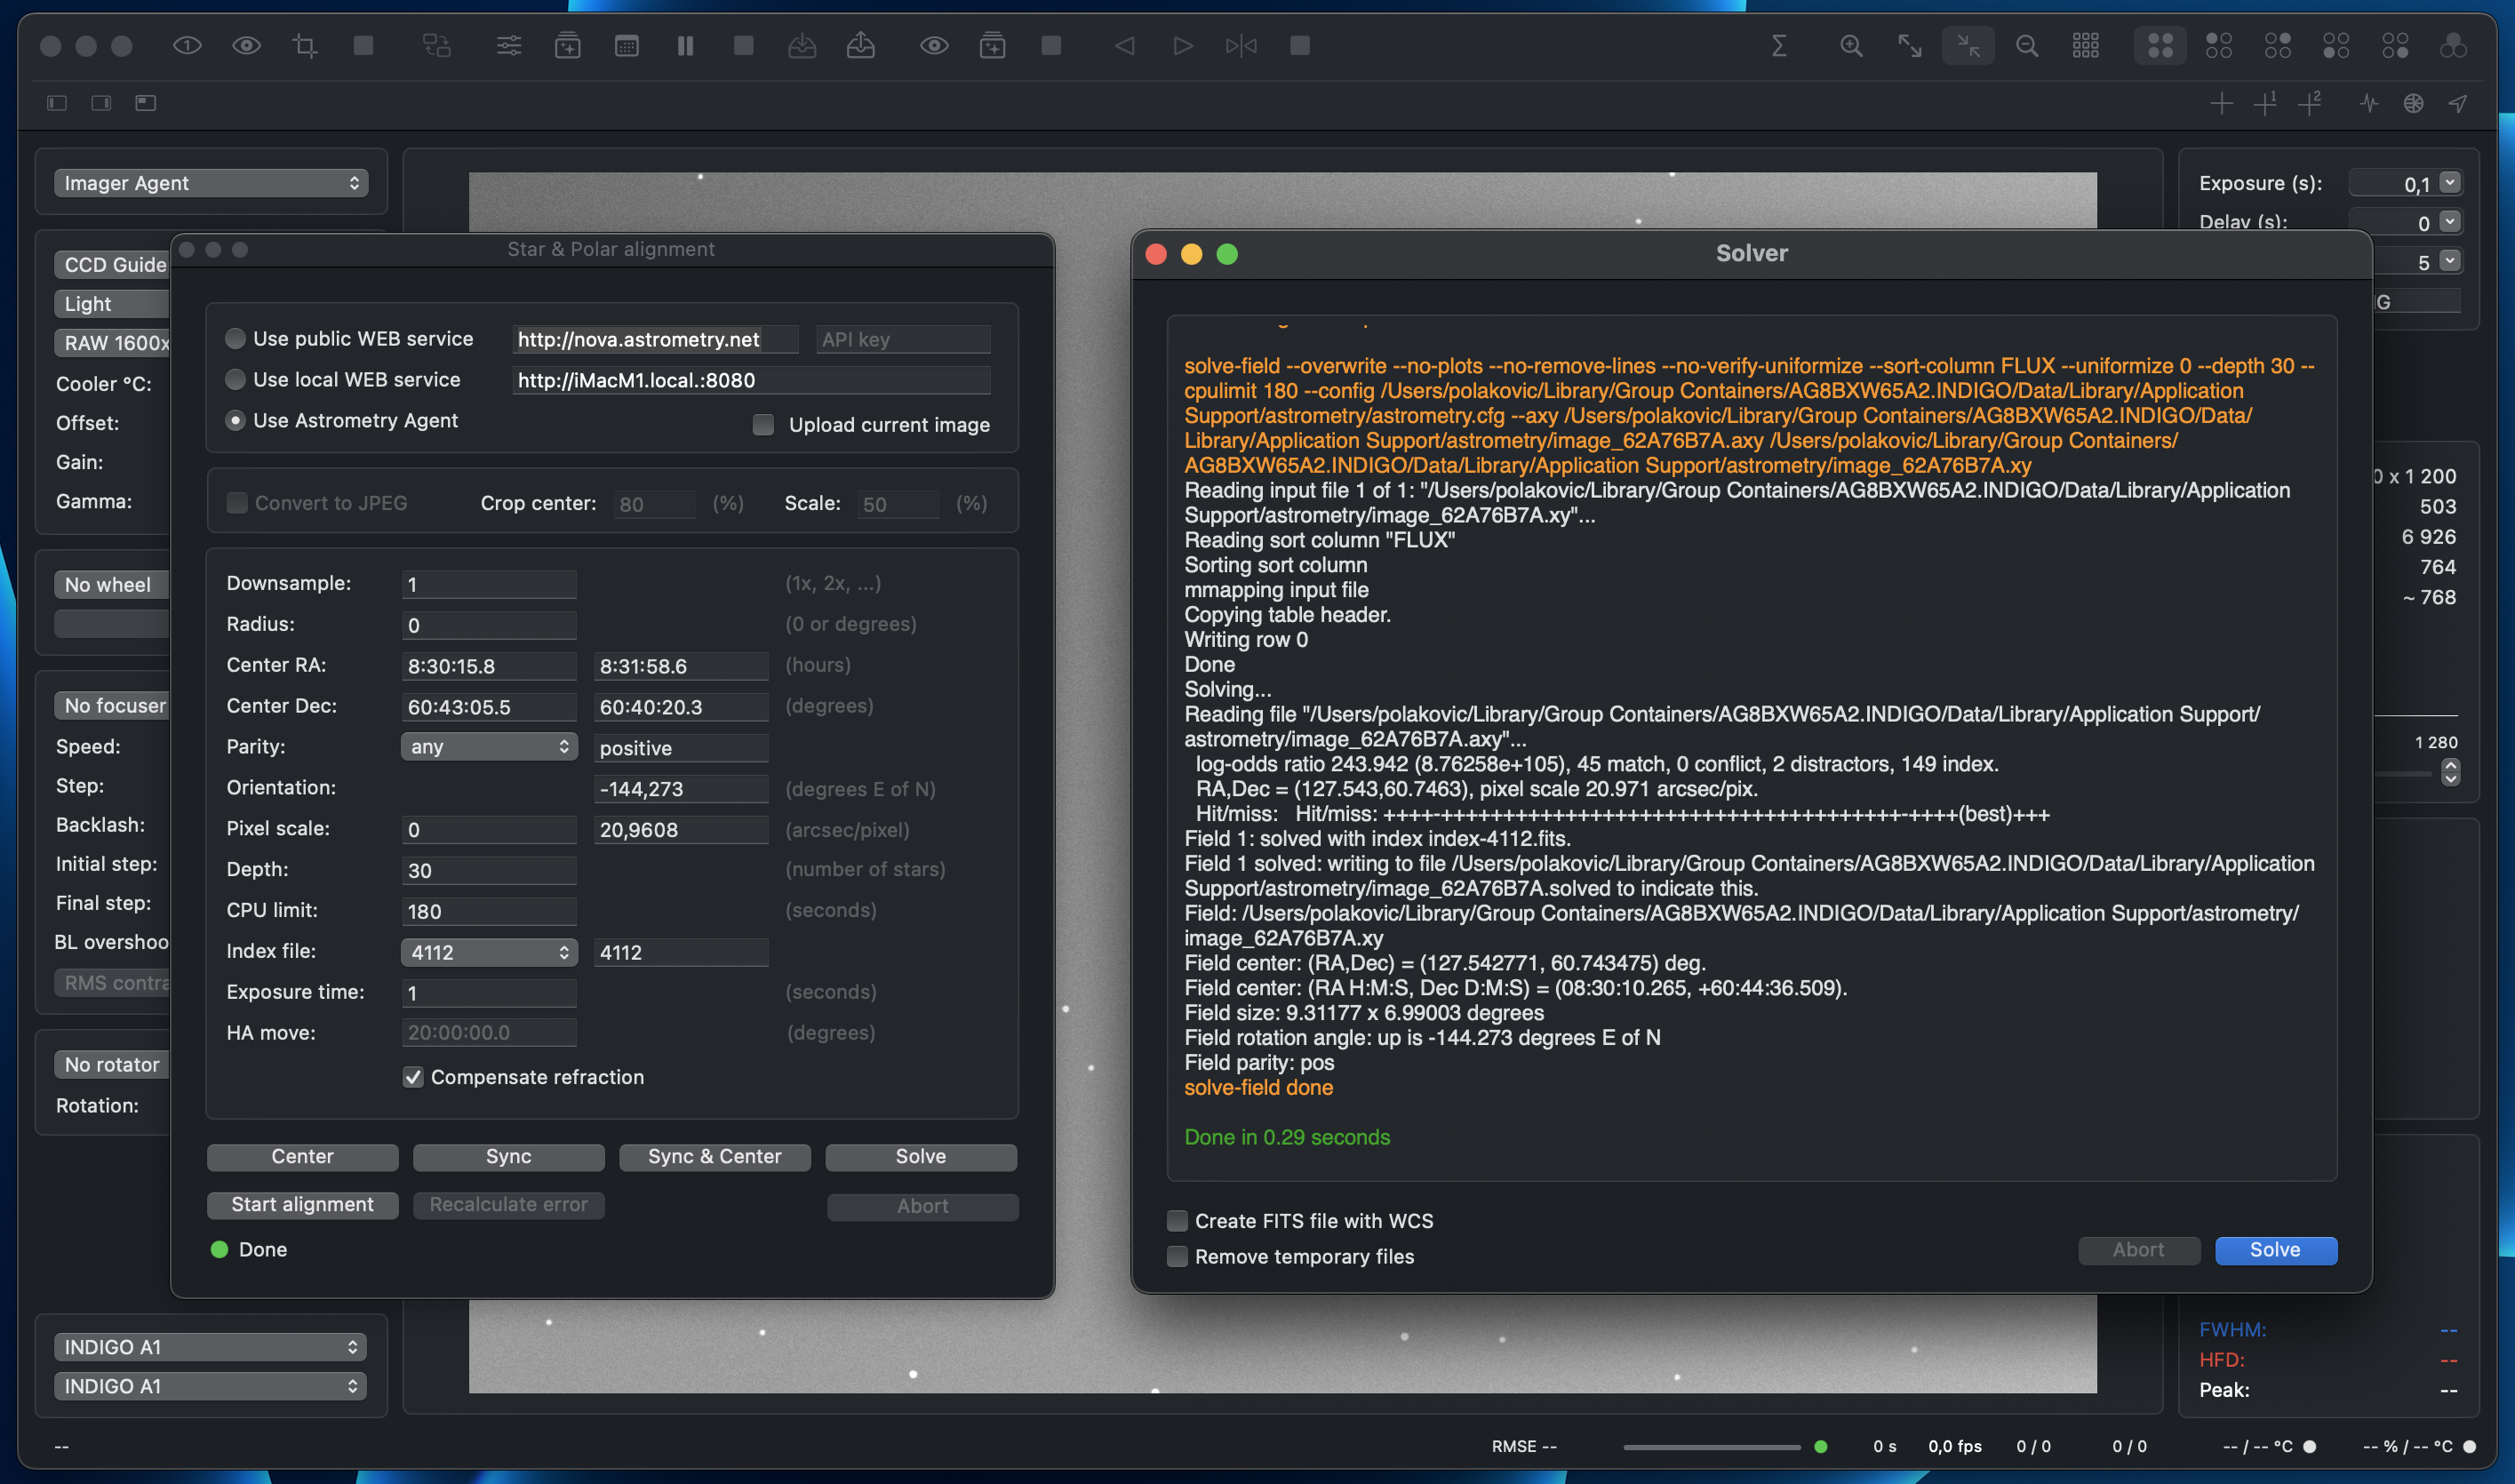 Imager Agent
CCD Guide
Light
RAW 1600x
Cooler °C:
Offset:
Gain:
Gamma:
No wheel
No focuser
Speed:
Step:
Backlash:
Initial step:
Final step:
BL overshoo
RMS contra
No rotator
Rotation:
INDIGO A1
INDIGO A1
Star & Polar alignment
Use public WEB service http://nova.astrometry.net API key
Use local WEB service http://iMacM1.local.:8080
Use Astrometry Agent Upload current image
Convert to JPEG Crop center: 80 (%) Scale: 50 (%)
Downsample: 1 (1x, 2x, ...)
Radius: 0 (0 or degrees)
Center RA: 8:30:15.8 8:31:58.6 (hours)
Center Dec: 60:43:05.5 60:40:20.3 (degrees)
Parity: any positive
Orientation: -144,273 (degrees E of N)
Pixel scale: 0 20,9608 (arcsec/pixel)
Depth: 30 (number of stars)
CPU limit: 180 (seconds)
Index file: 4112 4112
Exposure time: 1 (seconds)
HA move: 20:00:00.0 (degrees)
Compensate refraction
Center Sync Sync & Center Solve
Start alignment Recalculate error Abort
Done
Solver
solve-field --overwrite --no-plots --no-remove-lines --no-verify-uniformize --sort-column FLUX --uniformize 0 --depth 30 --
cpulimit 180 --config /Users/polakovic/Library/Group Containers/AG8BXW65A2.INDIGO/Data/Library/Application
Support/astrometry/astrometry.cfg --axy /Users/polakovic/Library/Group Containers/AG8BXW65A2.INDIGO/Data/
Library/Application Support/astrometry/image_62A76B7A.axy /Users/polakovic/Library/Group Containers/
AG8BXW65A2.INDIGO/Data/Library/Application Support/astrometry/image_62A76B7A.xy
Reading input file 1 of 1: "/Users/polakovic/Library/Group Containers/AG8BXW65A2.INDIGO/Data/Library/Application
Support/astrometry/image_62A76B7A.xy"...
Reading sort column "FLUX"
Sorting sort column
mmapping input file
Copying table header.
Writing row 0
Done
Solving...
Reading file "/Users/polakovic/Library/Group Containers/AG8BXW65A2.INDIGO/Data/Library/Application Support/
astrometry/image_62A76B7A.axy"...
log-odds ratio 243.942 (8.76258e+105), 45 match, 0 conflict, 2 distractors, 149 index.
RA,Dec = (127.543,60.7463), pixel scale 20.971 arcsec/pix.
Hit/miss: Hit/miss: ++++-+++++++++++++++++++++++++++++++++++++-++++(best)+++
Field 1: solved with index index-4112.fits.
Field 1 solved: writing to file /Users/polakovic/Library/Group Containers/AG8BXW65A2.INDIGO/Data/Library/Application
Support/astrometry/image_62A76B7A.solved to indicate this.
Field: /Users/polakovic/Library/Group Containers/AG8BXW65A2.INDIGO/Data/Library/Application Support/astrometry/
image_62A76B7A.xy
Field center: (RA,Dec) = (127.542771, 60.743475) deg.
Field center: (RA H:M:S, Dec D:M:S) = (08:30:10.265, +60:44:36.509).
Field size: 9.31177 x 6.99003 degrees
Field rotation angle: up is -144.273 degrees E of N
Field parity: pos
solve-field done
Done in 0.29 seconds
Create FITS file with WCS
Remove temporary files
Abort Solve
1 2
Exposure (s): 0,1
Delay (s): 0
5
G
0 x 1 200
503
6 926
764
~ 768
1 280
FWHM: --
HFD: --
Peak: --
-- RMSE -- 0 s 0,0 fps 0 / 0 0 / 0 -- / -- °C -- % / -- °C